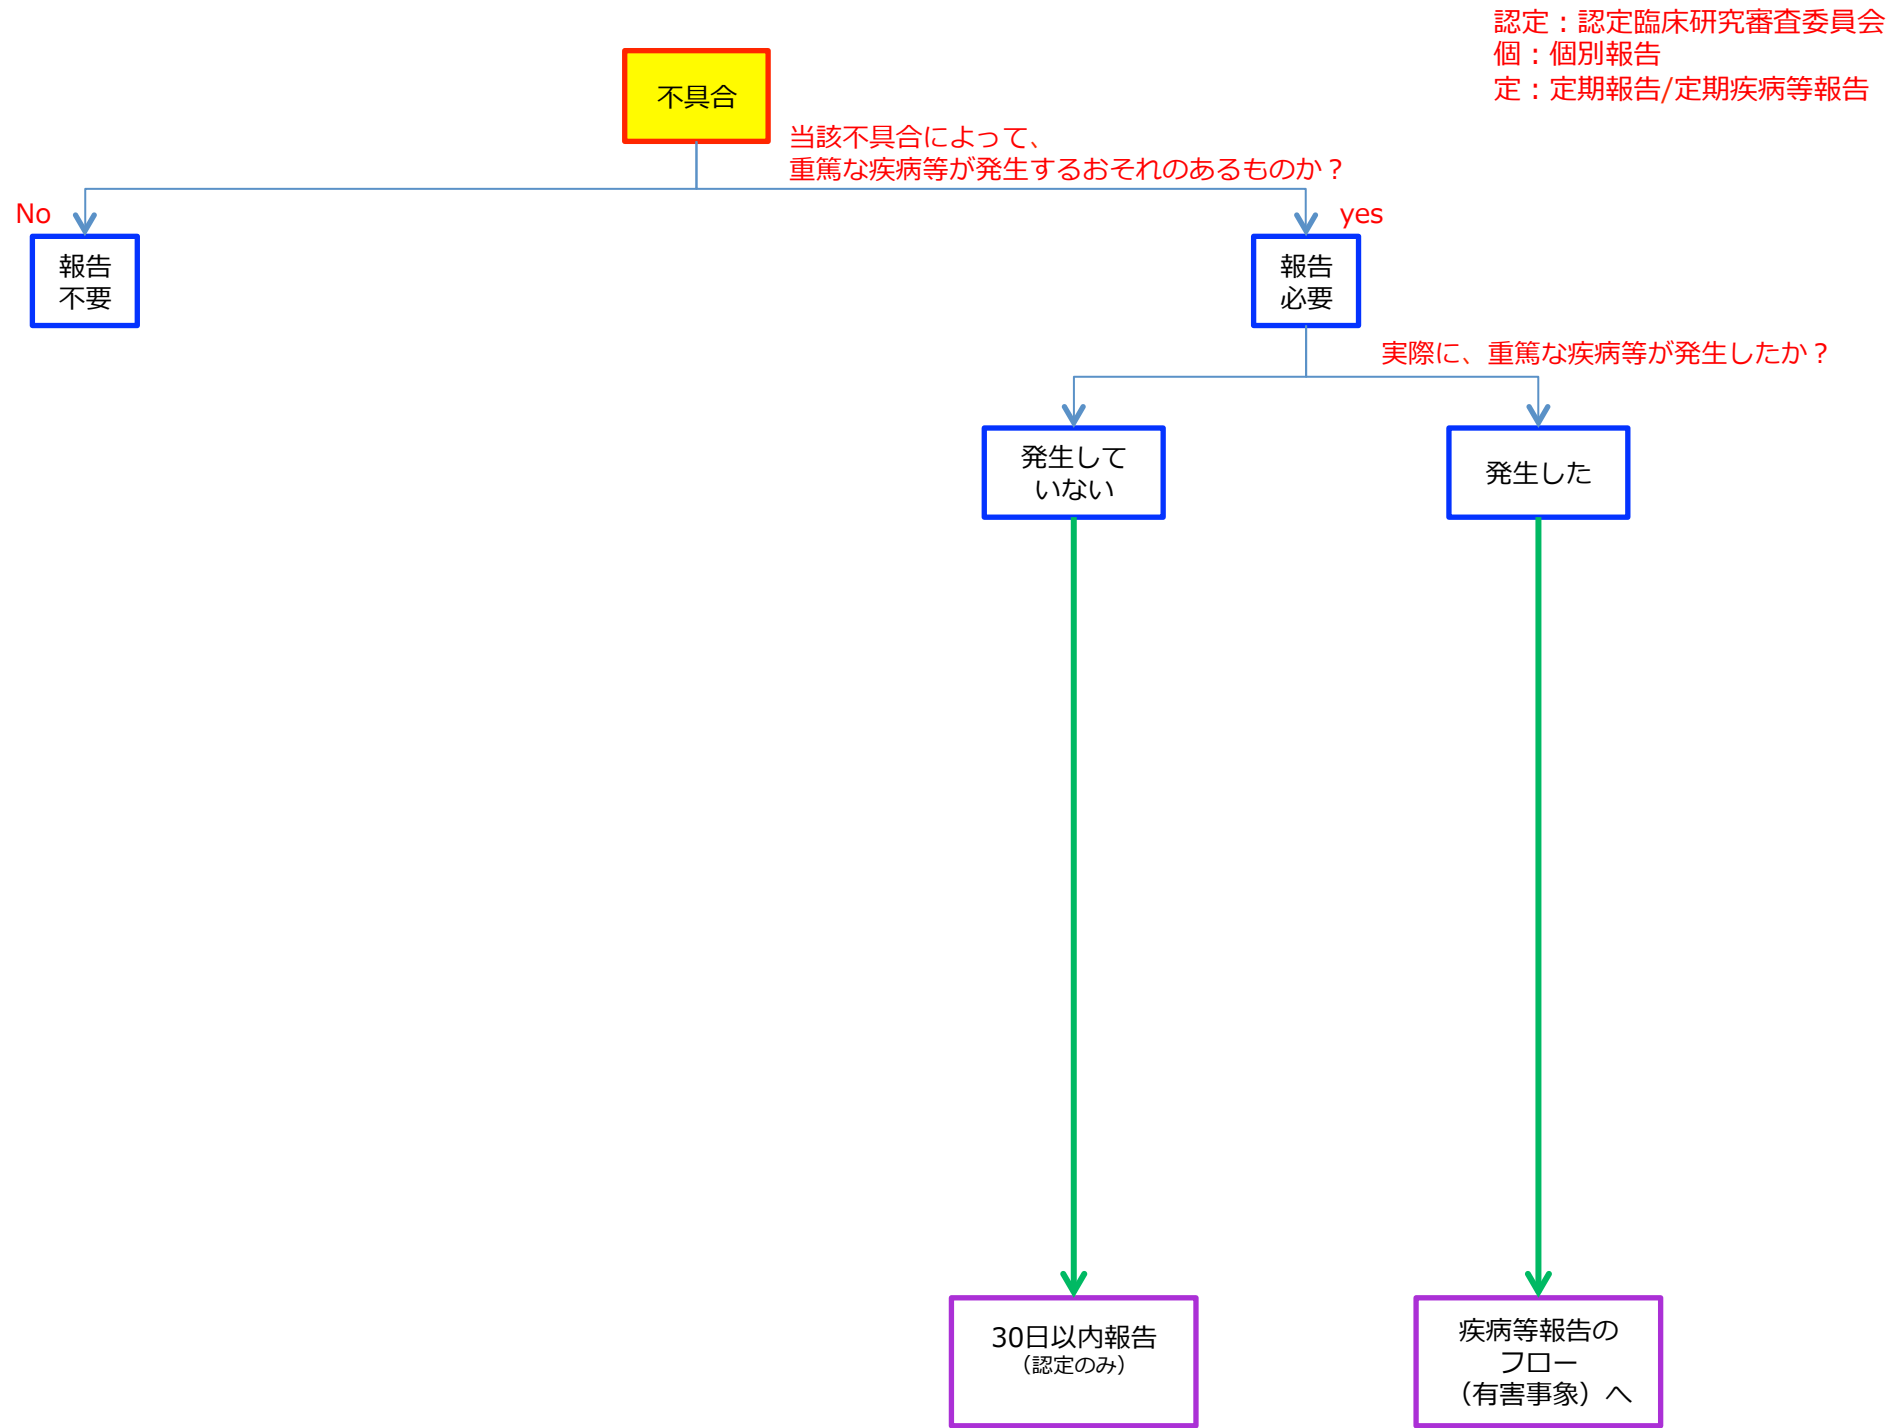 認定：認定臨床研究審査委員会
個：個別報告
定：定期報告/定期疾病等報告
不具合
当該不具合によって、
重篤な疾病等が発生するおそれのあるものか？
No
yes
報告
不要
報告
必要
実際に、重篤な疾病等が発生したか？
発生して
いない
発生した
30日以内報告
（認定のみ）
疾病等報告の
フロー
（有害事象）へ